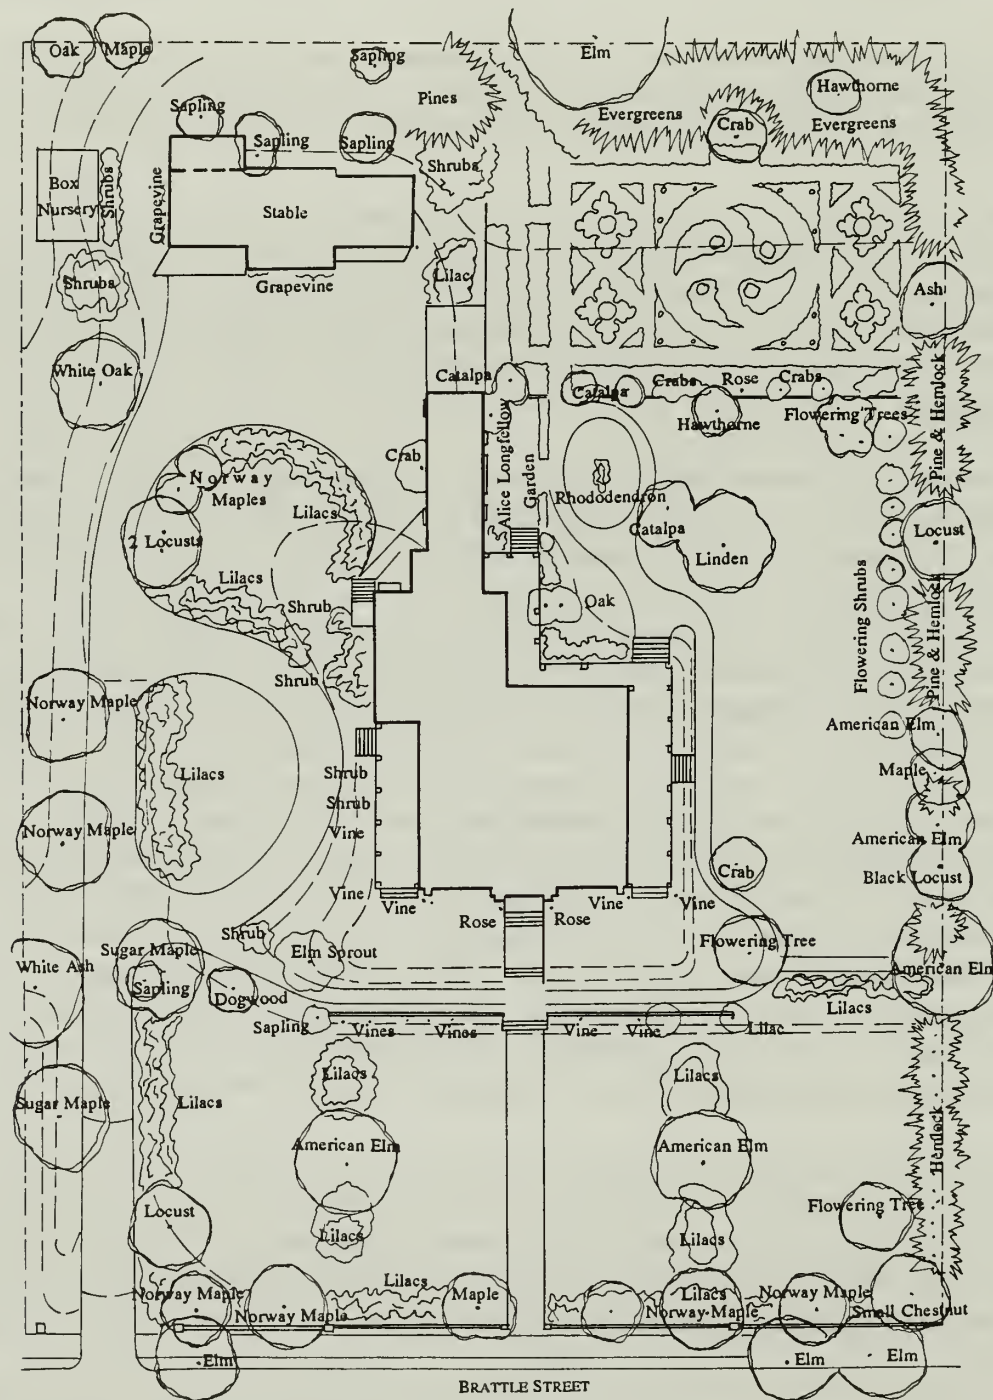 Oak
Maple
Sapling
Elm
Hawthorne
Pines
Sapling
Evergreens
Crab
Evergreens
Sapling
Sapling
Shrubs
Box
Nursery
Shrubs
Grapevine
Stable
Shrubs
Lilac
Grapevine
Ash
White Oak
Catalpa
Catalpa
Crabs
Rose
Crabs
Hawthorne
Flowering Trees
Pine & Hemlock
Crab
Alice Longfellow
Garden
Rhododendron
Norway
Maples
Lilacs
2 Locusts
Catalpa
Linden
Locust
Lilacs
Shrub
Oak
Flowering Shrubs
Pine & Hemlock
Shrub
Norway Maple
American Elm
Lilacs
Shrub
Maple
Shrub
Norway Maple
Vine
American Elm
Black Locust
Crab
Vine
Vine
Rose
Rose
Vine
Vine
Shrub
Sugar Maple
Elm Sprout
Flowering Tree
White Ash
American Elm
Sapling
Dogwood
Lilacs
Sapling
Vines
Vines
Vine
Vine
Lilac
Lilacs
Lilacs
Sugar Maple
Lilacs
American Elm
American Elm
Hemlock
Locust
Flowering Tree
Lilacs
Lilacs
Norway Maple
Lilacs
Maple
Lilacs
Norway Maple
Norway Maple
Norway Maple
Small Chestnut
Elm
Elm
Elm
BRATTLE STREET